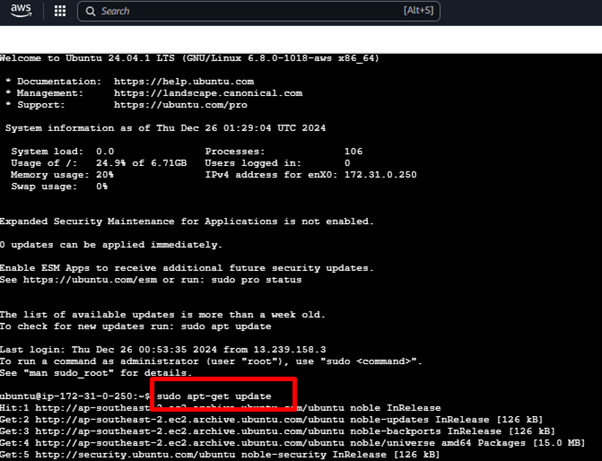 aws
Search [Alt+S]
Welcome to Ubuntu 24.04.1 LTS (GNU/Linux 6.8.0-1018-aws x86_64)
* Documentation: https://help.ubuntu.com
* Management: https://landscape.canonical.com
* Support: https://ubuntu.com/pro
System information as of Thu Dec 26 01:29:04 UTC 2024
System load: 0.0 Processes: 106
Usage of /: 24.9% of 6.71GB Users logged in: 0
Memory usage: 20% IPv4 address for enX0: 172.31.0.250
Swap usage: 0%
Expanded Security Maintenance for Applications is not enabled.
0 updates can be applied immediately.
Enable ESM Apps to receive additional future security updates.
See https://ubuntu.com/esm or run: sudo pro status
The list of available updates is more than a week old.
To check for new updates run: sudo apt update
Last login: Thu Dec 26 00:53:35 2024 from 13.239.158.3
To run a command as administrator (user "root"), use "sudo <command>".
See "man sudo_root" for details.
ubuntu@ip-172-31-0-250:~$ sudo apt-get update
Hit:1 http://ap-southeast-2.ec2.archive.ubuntu.com/ubuntu noble InRelease
Get:2 http://ap-southeast-2.ec2.archive.ubuntu.com/ubuntu noble-updates InRelease [126 kB]
Get:3 http://ap-southeast-2.ec2.archive.ubuntu.com/ubuntu noble-backports InRelease [126 kB]
Get:4 http://ap-southeast-2.ec2.archive.ubuntu.com/ubuntu noble/universe amd64 Packages [15.0 MB]
Get:5 http://security.ubuntu.com/ubuntu noble-security InRelease [126 kB]